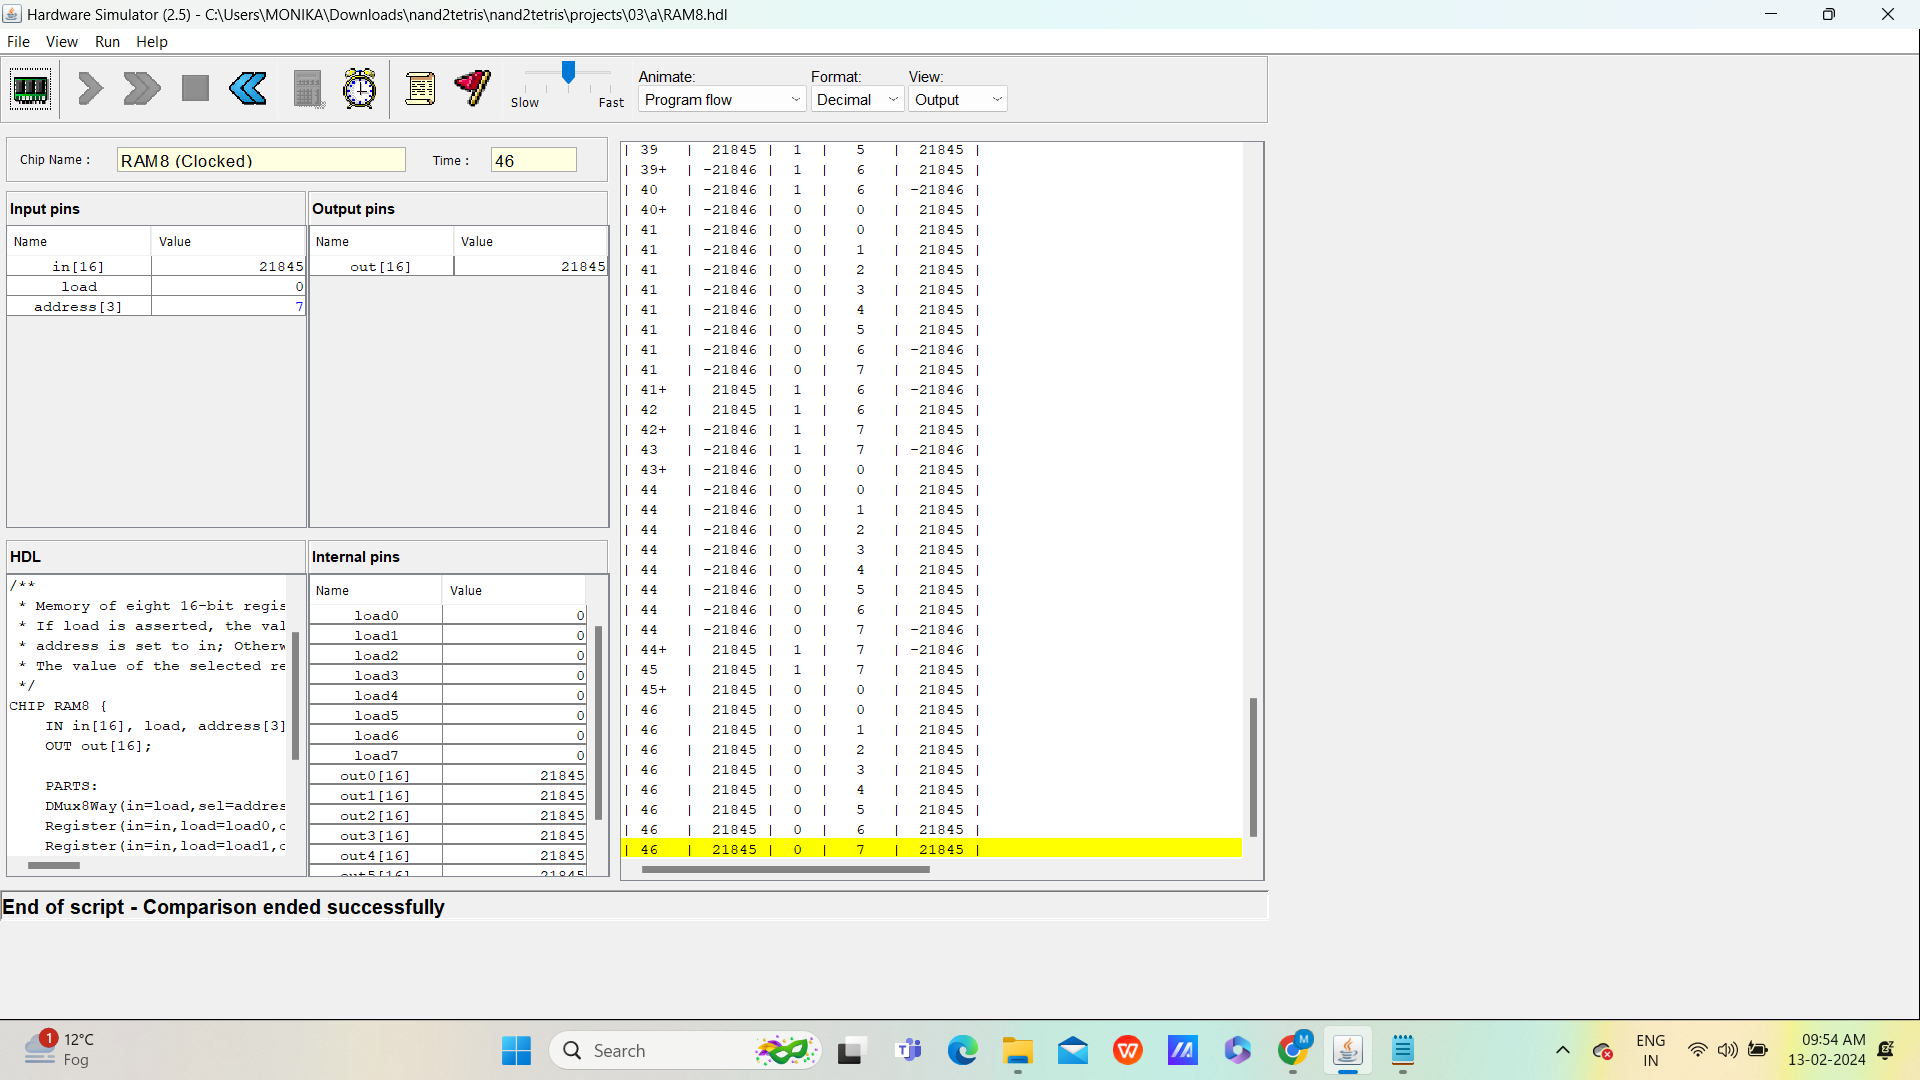 Hardware Simulator (2.5) - C:\Users\MONIKA\Downloads\nand2tetris\nand2tetris\projects\03\a\RAM8.hdl
File View Run Help
Slow Fast
Animate: Format: View:
Program flow Decimal Output
Chip Name : RAM8 (Clocked) Time : 46
Input pins
Name Value
in[16] 21845
load 0
address[3] 7
Output pins
Name Value
out[16] 21845
HDL
/**
* Memory of eight 16-bit regis
* If load is asserted, the val
* address is set to in; Otherw
* The value of the selected re
*/
CHIP RAM8 {
IN in[16], load, address[3]
OUT out[16];
PARTS:
DMux8Way(in=load,sel=addres
Register(in=in,load=load0,o
Register(in=in,load=load1,o
Internal pins
Name Value
load0 0
load1 0
load2 0
load3 0
load4 0
load5 0
load6 0
load7 0
out0[16] 21845
out1[16] 21845
out2[16] 21845
out3[16] 21845
out4[16] 21845
out5[16] 21845
| 39 | 21845 | 1 | 5 | 21845 |
| 39+ | -21846 | 1 | 6 | 21845 |
| 40 | -21846 | 1 | 6 | -21846 |
| 40+ | -21846 | 0 | 0 | 21845 |
| 41 | -21846 | 0 | 0 | 21845 |
| 41 | -21846 | 0 | 1 | 21845 |
| 41 | -21846 | 0 | 2 | 21845 |
| 41 | -21846 | 0 | 3 | 21845 |
| 41 | -21846 | 0 | 4 | 21845 |
| 41 | -21846 | 0 | 5 | 21845 |
| 41 | -21846 | 0 | 6 | -21846 |
| 41 | -21846 | 0 | 7 | 21845 |
| 41+ | 21845 | 1 | 6 | -21846 |
| 42 | 21845 | 1 | 6 | 21845 |
| 42+ | -21846 | 1 | 7 | 21845 |
| 43 | -21846 | 1 | 7 | -21846 |
| 43+ | -21846 | 0 | 0 | 21845 |
| 44 | -21846 | 0 | 0 | 21845 |
| 44 | -21846 | 0 | 1 | 21845 |
| 44 | -21846 | 0 | 2 | 21845 |
| 44 | -21846 | 0 | 3 | 21845 |
| 44 | -21846 | 0 | 4 | 21845 |
| 44 | -21846 | 0 | 5 | 21845 |
| 44 | -21846 | 0 | 6 | 21845 |
| 44 | -21846 | 0 | 7 | -21846 |
| 44+ | 21845 | 1 | 7 | -21846 |
| 45 | 21845 | 1 | 7 | 21845 |
| 45+ | 21845 | 0 | 0 | 21845 |
| 46 | 21845 | 0 | 0 | 21845 |
| 46 | 21845 | 0 | 1 | 21845 |
| 46 | 21845 | 0 | 2 | 21845 |
| 46 | 21845 | 0 | 3 | 21845 |
| 46 | 21845 | 0 | 4 | 21845 |
| 46 | 21845 | 0 | 5 | 21845 |
| 46 | 21845 | 0 | 6 | 21845 |
| 46 | 21845 | 0 | 7 | 21845 |
End of script - Comparison ended successfully
1
12°C
Fog
Search
M
ENG
IN
09:54 AM
13-02-2024